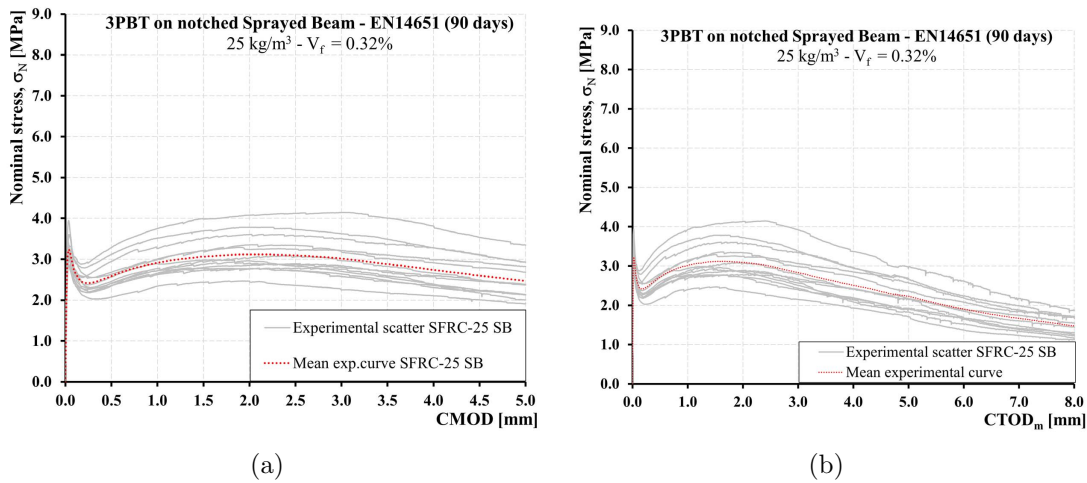 3PBT on notched Sprayed Beam - EN14651 (90 days)
25 kg/m³ - V_f = 0.32%
Nominal stress, σ_N [MPa]
9.0
8.0
7.0
6.0
5.0
4.0
3.0
2.0
1.0
0.0
Experimental scatter SFRC-25 SB
Mean exp.curve SFRC-25 SB
0.0 0.5 1.0 1.5 2.0 2.5 3.0 3.5 4.0 4.5 5.0
CMOD [mm]
(a)
3PBT on notched Sprayed Beam - EN14651 (90 days)
25 kg/m³ - V_f = 0.32%
Nominal stress, σ_N [MPa]
9.0
8.0
7.0
6.0
5.0
4.0
3.0
2.0
1.0
0.0
Experimental scatter SFRC-25 SB
Mean experimental curve
0.0 1.0 2.0 3.0 4.0 5.0 6.0 7.0 8.0
CTOD_m [mm]
(b)